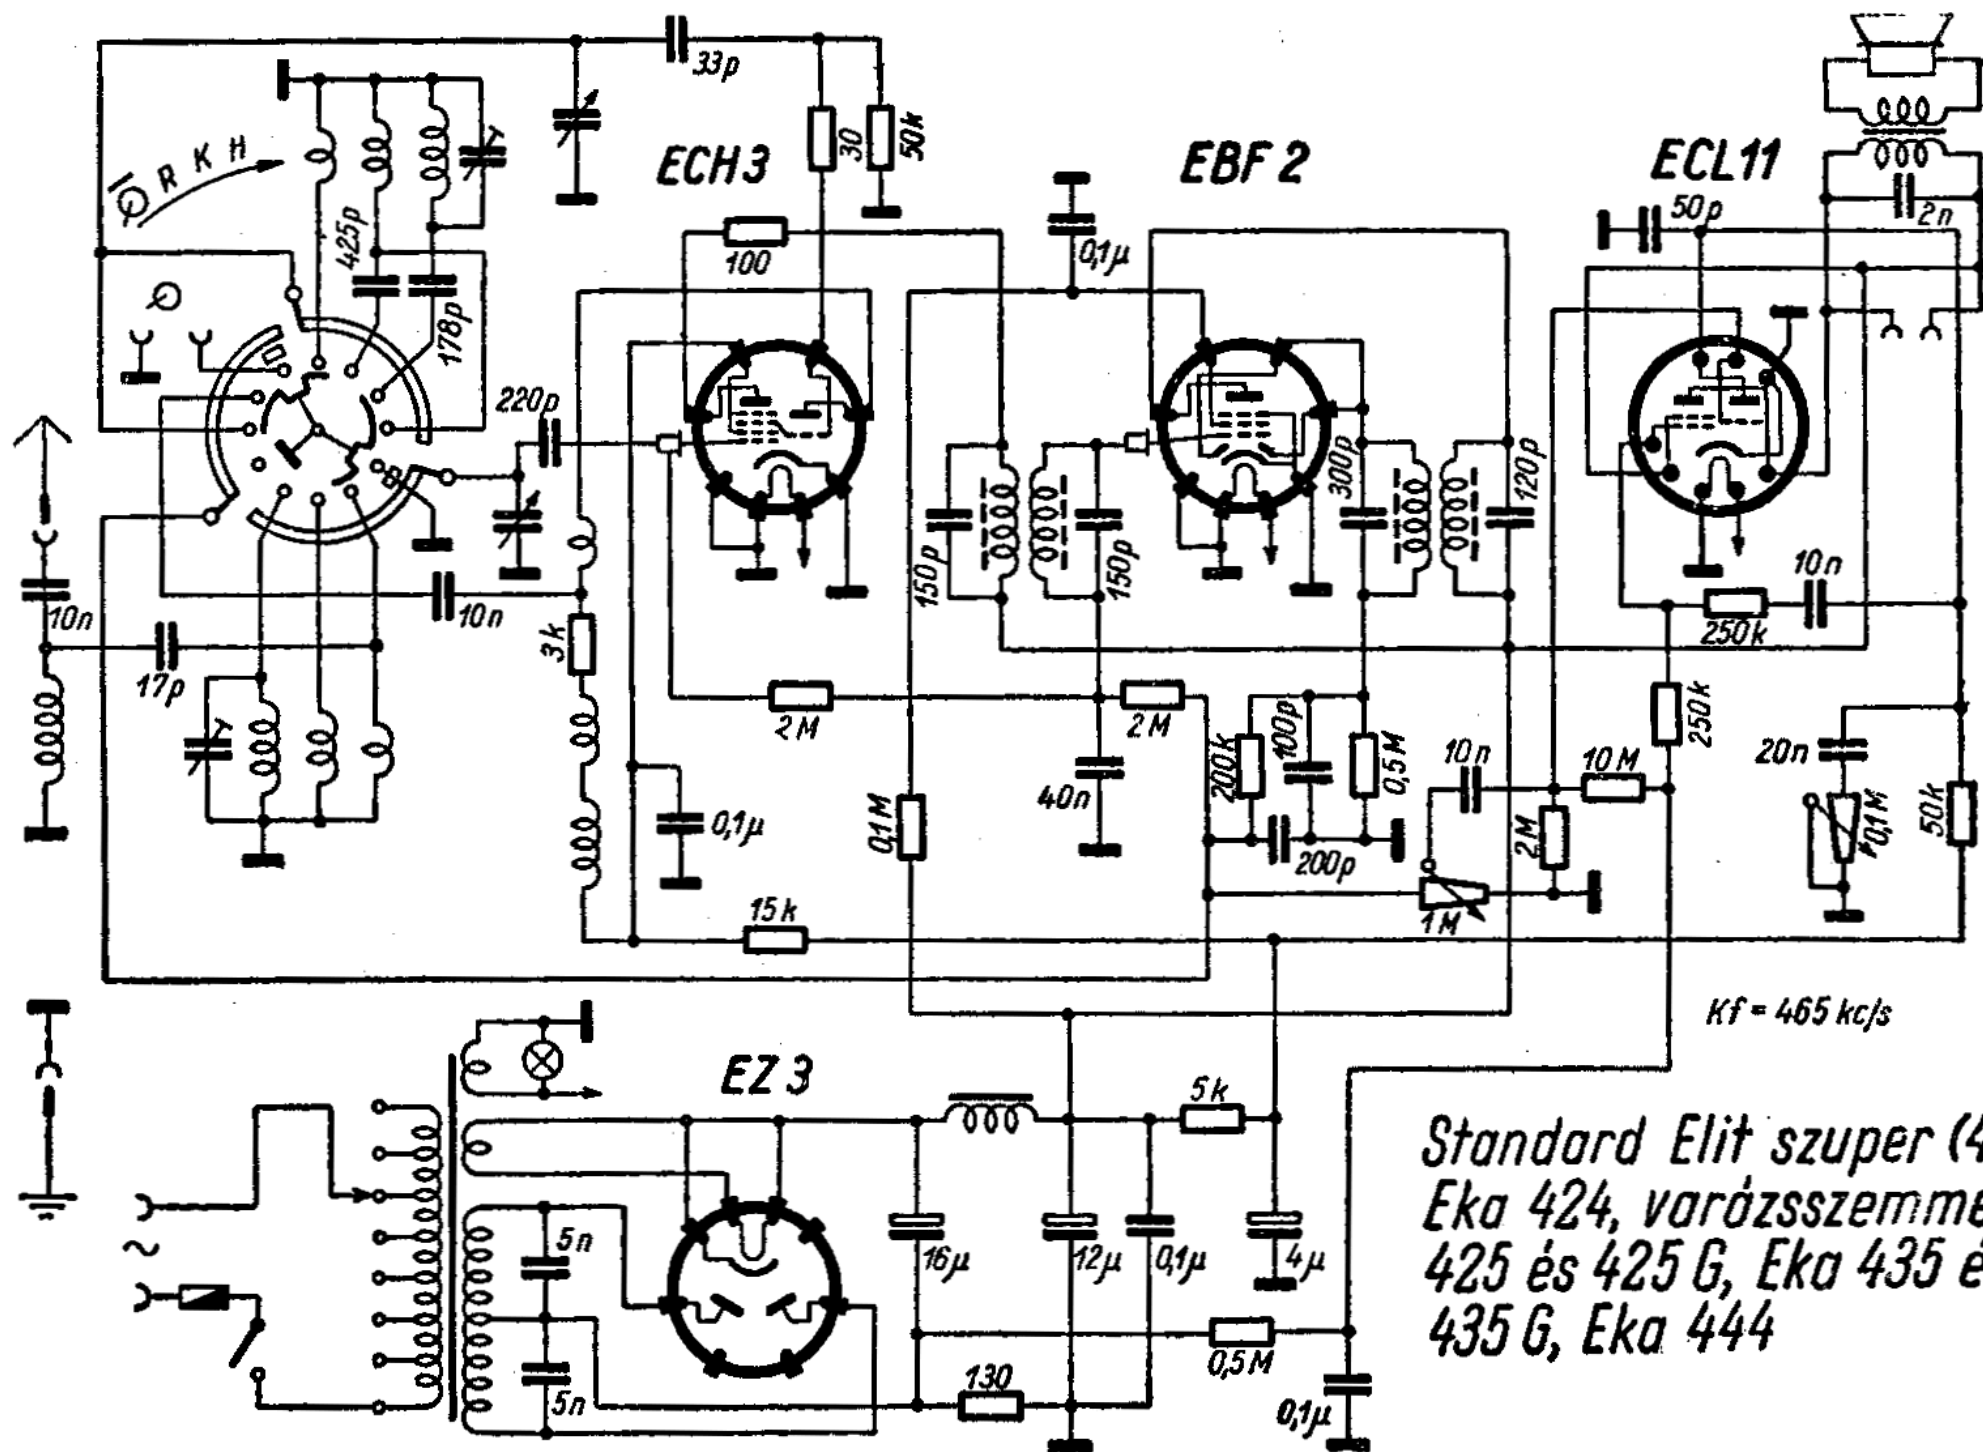 33p
30
50k
R K H
ECH3
EBF2
ECL11
50p
2n
425p
178p
100
0,1μ
220p
300p
120p
150p
150p
10n
10n
10n
250k
3k
17p
2M
2M
200k
100p
0,5M
250k
10n
10M
20n
40n
0,1μ
0,1M
200p
2M
0,1M
50k
1M
15k
Kf = 465 kc/s
EZ3
5k
5n
16μ
12μ
0,1μ
4μ
0,5M
5n
130
0,1μ
Standard Elit szuper (4
Eka 424, varázsszemme
425 és 425 G, Eka 435 é
435 G, Eka 444